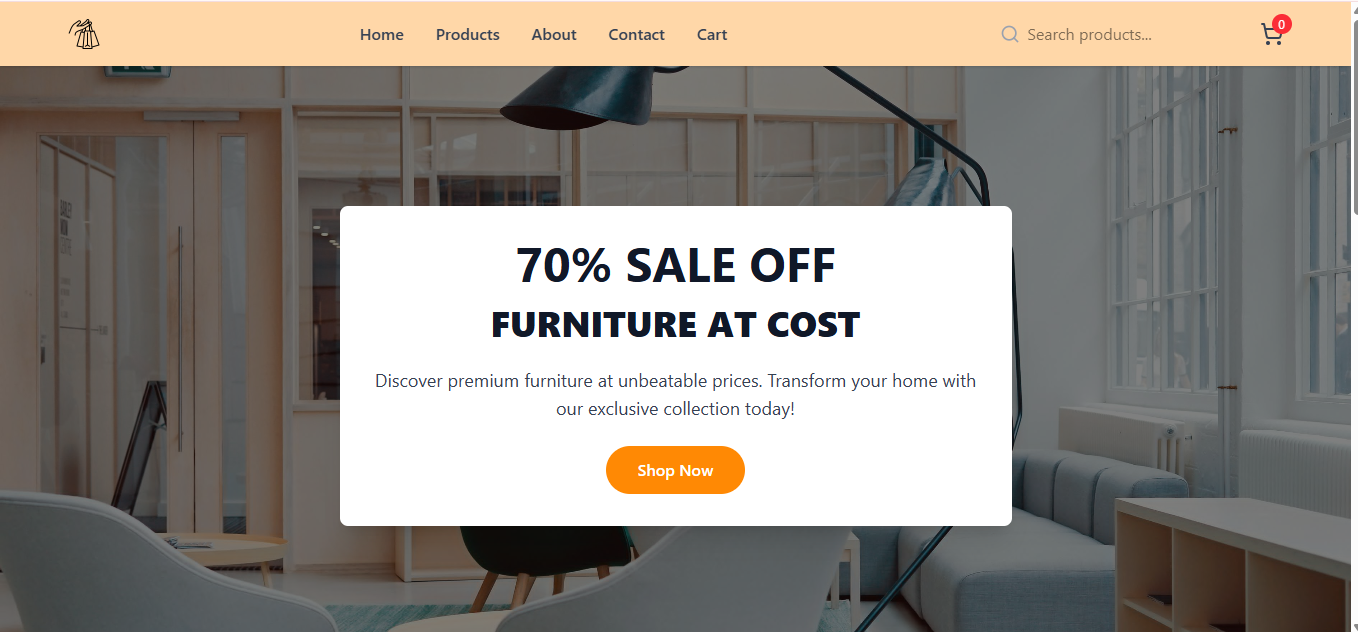 Home Products About Contact Cart Search products... 0
70% SALE OFF
FURNITURE AT COST
Discover premium furniture at unbeatable prices. Transform your home with
our exclusive collection today!
Shop Now